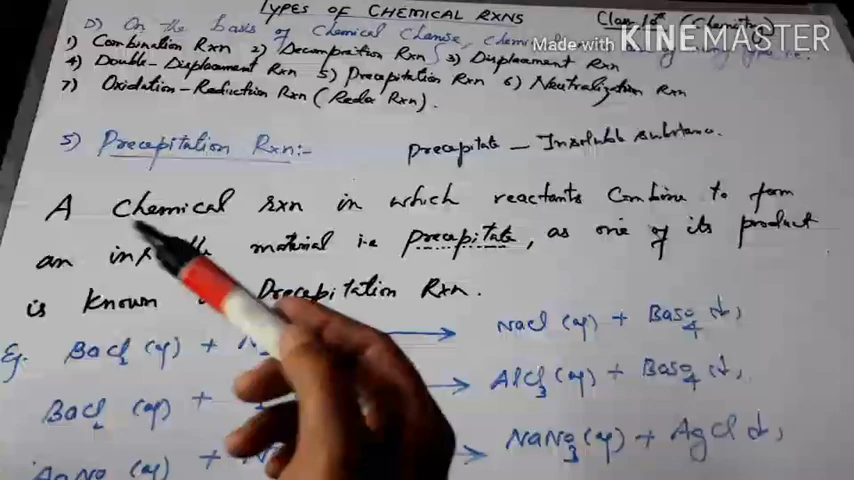 TYPES OF CHEMICAL RXNS
Class 10th (Chemistry)
D) On the Basis of Chemical Change, chemi
Made with KINEMASTER
1) Combination Rxn 2) Decomposition Rxn 3) Displacement Rxn
4) Double-Displacement Rxn 5) Precipitation Rxn 6) Neutralization Rxn
7) Oxidation-Reduction Rxn (Redox Rxn).
5) Precipitation Rxn:- Precipitate - Insoluble substance.
A chemical rxn in which reactants combine to form
an material i.e precipitate, as one of its product
is known Precipitation Rxn.
Eg. BaCl2 (aq) + → NaCl (aq) + BaSO4 ↓,
BaCl2 (aq) + → AlCl3 (aq) + BaSO4 ↓,
AgNO (aq) + → NaNO3 (aq) + AgCl ↓,